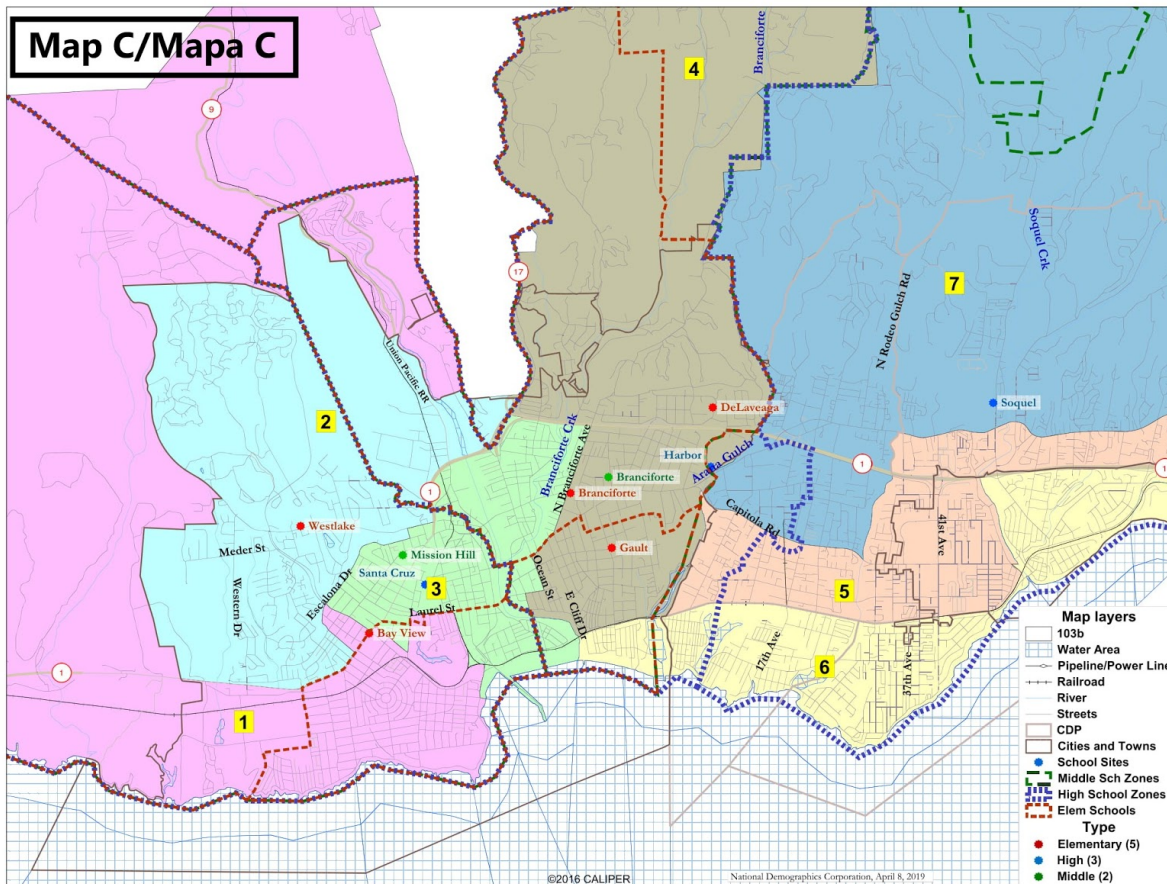 Map C/Mapa C
4
Branciforte
9
Soquel Crk
17
7
N Rodeo Gulch Rd
Union Pacific RR
DeLaveaga
Soquel
2
Branciforte Crk
N Branciforte Ave
Harbor
Arana Gulch
1
1
Branciforte
Branciforte
1
Westlake
Capitola Rd
41st Ave
Meder St
Mission Hill
Gault
Santa Cruz
3
Escalona Dr
Western Dr
Laurel St
Ocean St
E Cliff Dr
5
Bay View
17th Ave
6
37th Ave
1
1
Map layers
103b
Water Area
Pipeline/Power Line
Railroad
River
Streets
CDP
Cities and Towns
School Sites
Middle Sch Zones
High School Zones
Elem Schools
Type
Elementary (5)
High (3)
Middle (2)
©2016 CALIPER
National Demographics Corporation, April 8, 2019